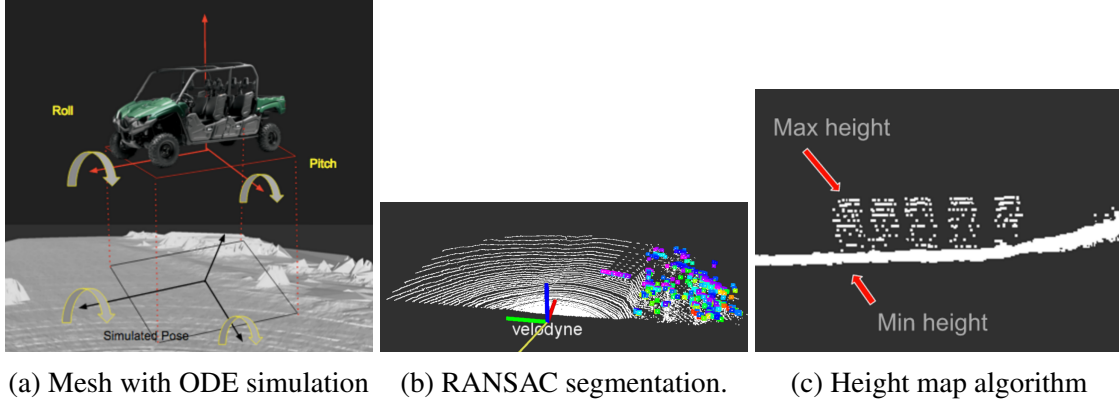 Roll
Pitch
Simulated Pose
velodyne
Max height
Min height
(a) Mesh with ODE simulation
(b) RANSAC segmentation.
(c) Height map algorithm